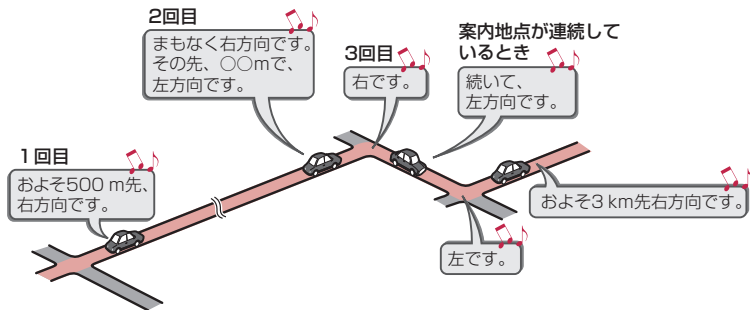 1回目
およそ500 m先、
右方向です。
2回目
まもなく右方向です。
その先、○○mで、
左方向です。
3回目
右です。
案内地点が連続して
いるとき
続いて、
左方向です。
左です。
およそ3 km先右方向です。